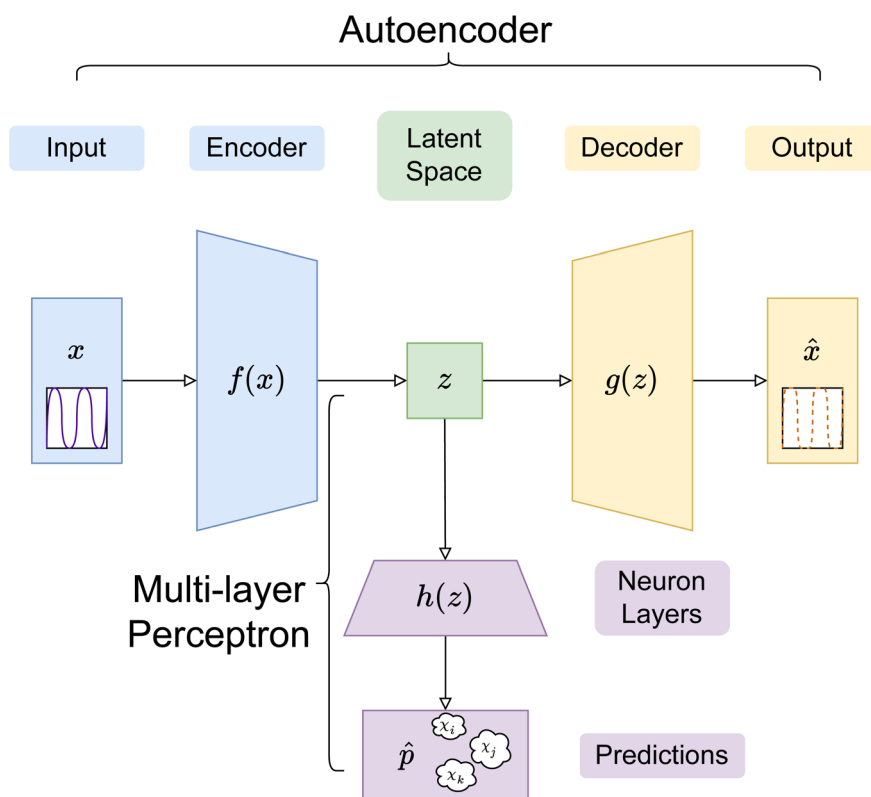 Autoencoder
Input
Encoder
Latent
Space
Decoder
Output
x
f(x)
z
g(z)
x̂
Multi-layer
Perceptron
h(z)
Neuron
Layers
p̂
χᵢ
χⱼ
χₖ
Predictions